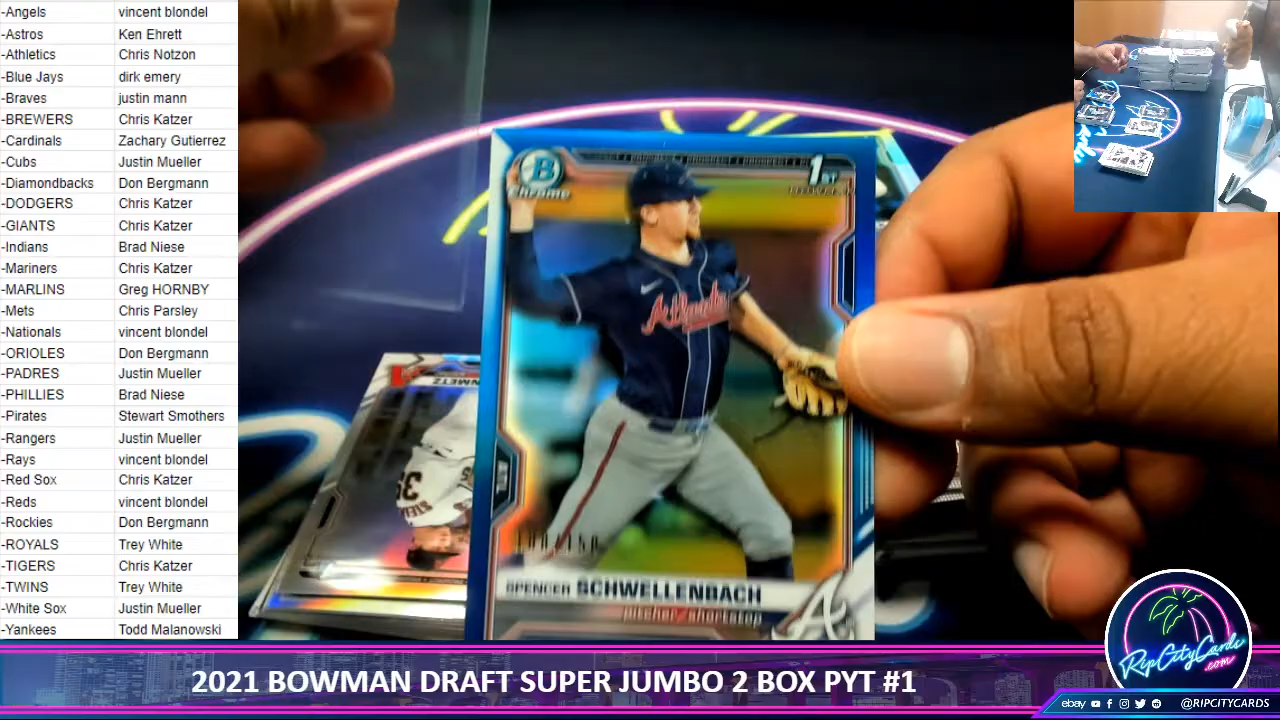 -Angels vincent blondel
-Astros Ken Ehrett
-Athletics Chris Notzon
-Blue Jays dirk emery
-Braves justin mann
-BREWERS Chris Katzer
-Cardinals Zachary Gutierrez
-Cubs Justin Mueller
-Diamondbacks Don Bergmann
-DODGERS Chris Katzer
-GIANTS Chris Katzer
-Indians Brad Niese
-Mariners Chris Katzer
-MARLINS Greg HORNBY
-Mets Chris Parsley
-Nationals vincent blondel
-ORIOLES Don Bergmann
-PADRES Justin Mueller
-PHILLIES Brad Niese
-Pirates Stewart Smothers
-Rangers Justin Mueller
-Rays vincent blondel
-Red Sox Chris Katzer
-Reds vincent blondel
-Rockies Don Bergmann
-ROYALS Trey White
-TIGERS Chris Katzer
-TWINS Trey White
-White Sox Justin Mueller
-Yankees Todd Malanowski
B
Chrome
1ST
BOWMAN
Atlanta
SPENCER SCHWELLENBACH
pitcher/shortstop
A
36
RipCityCards
.com
2021 BOWMAN DRAFT SUPER JUMBO 2 BOX PYT #1
ebay @RIPCITYCARDS